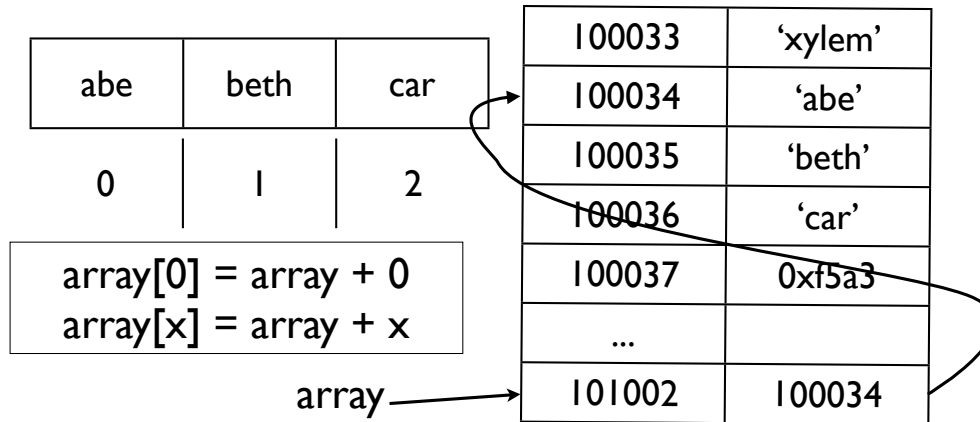 abe beth car
0 1 2
array[0] = array + 0
array[x] = array + x
array
100033 ‘xylem’
100034 ‘abe’
100035 ‘beth’
100036 ‘car’
100037 0xf5a3
...
101002 100034